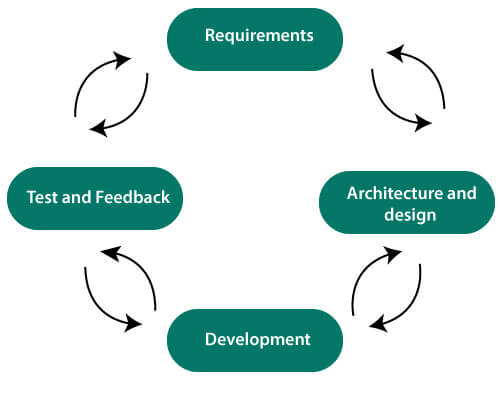 Requirements
Test and Feedback
Architecture and
design
Development